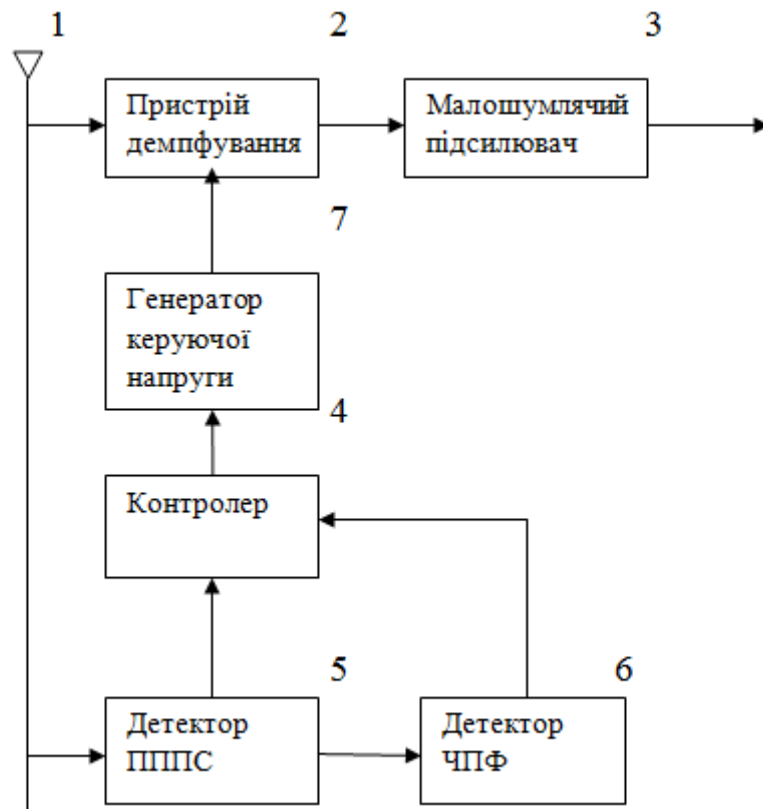 1
2
3
Пристрій
демпфування
Малошумлячий
підсилювач
7
Генератор
керуючої
напруги
4
Контролер
5
6
Детектор
ПППС
Детектор
ЧПФ